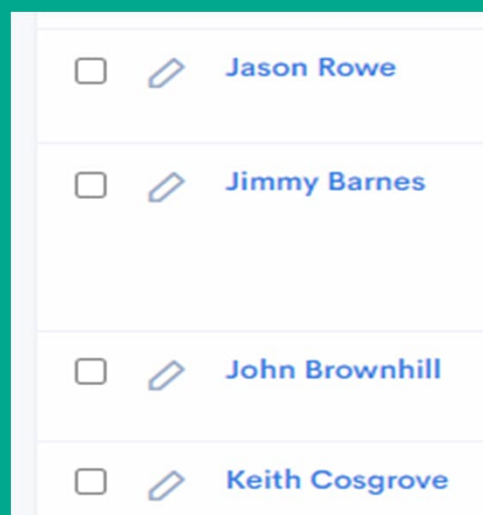 Jason Rowe
Jimmy Barnes
John Brownhill
Keith Cosgrove